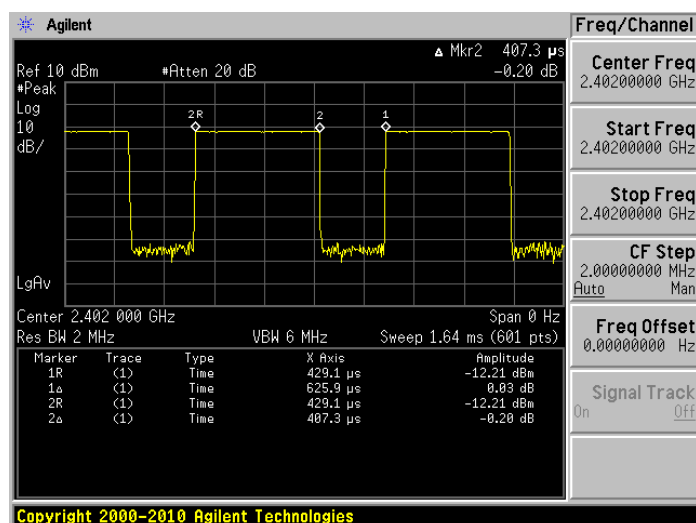 Agilent
Freq/Channel
Δ Mkr2 407.3 µs
Ref 10 dBm #Atten 20 dB -0.20 dB
#Peak
Log
10
dB/
2R
2
1
LgAv
Center 2.402 000 GHz Span 0 Hz
Res BW 2 MHz VBW 6 MHz Sweep 1.64 ms (601 pts)
Marker Trace Type X Axis Amplitude
1R (1) Time 429.1 µs -12.21 dBm
1Δ (1) Time 625.9 µs 0.03 dB
2R (1) Time 429.1 µs -12.21 dBm
2Δ (1) Time 407.3 µs -0.20 dB
Center Freq
2.40200000 GHz
Start Freq
2.40200000 GHz
Stop Freq
2.40200000 GHz
CF Step
2.00000000 MHz
Auto Man
Freq Offset
0.00000000 Hz
Signal Track
On Off
Copyright 2000-2010 Agilent Technologies